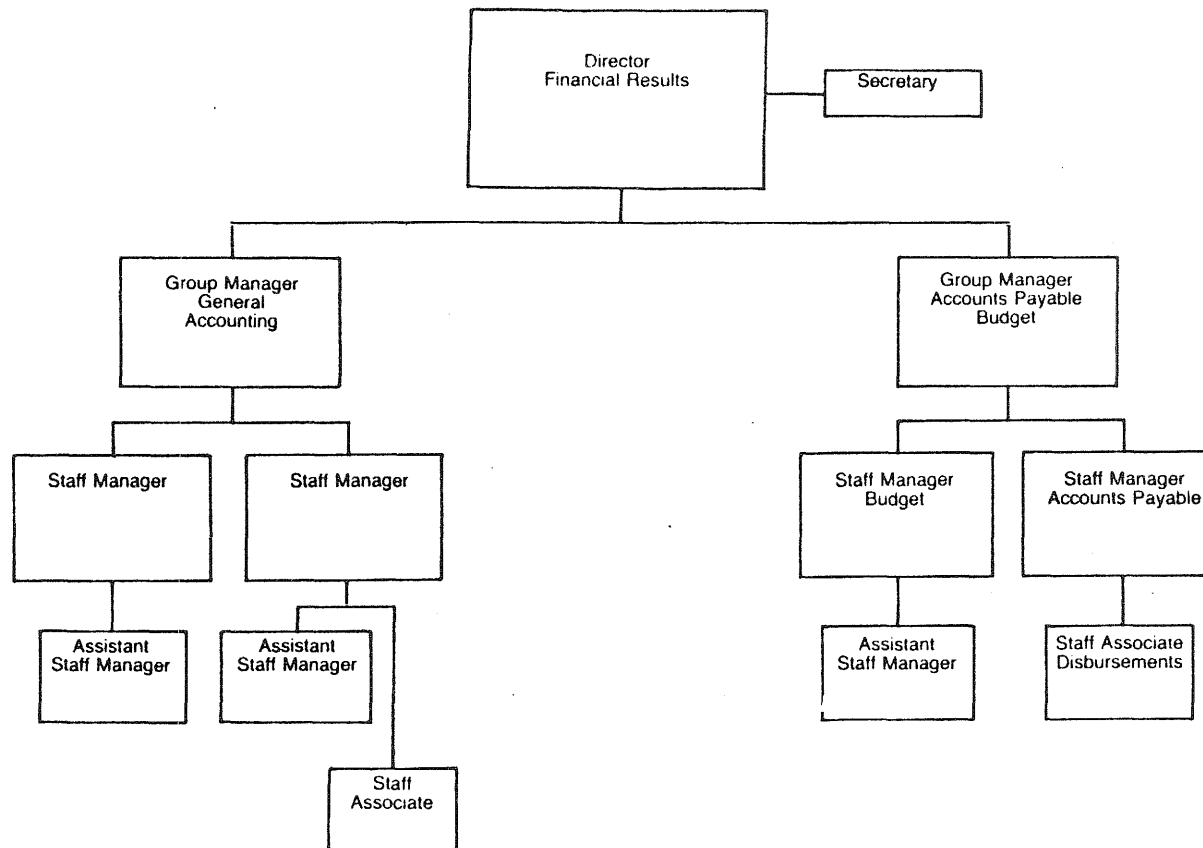 Director
Financial Results
Secretary
Group Manager
General
Accounting
Group Manager
Accounts Payable
Budget
Staff Manager
Staff Manager
Staff Manager
Budget
Staff Manager
Accounts Payable
Assistant
Staff Manager
Assistant
Staff Manager
Assistant
Staff Manager
Staff Associate
Disbursements
Staff
Associate